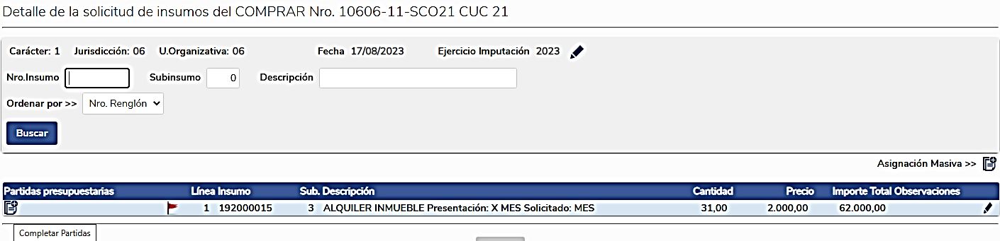 Detalle de la solicitud de insumos del COMPRAR Nro. 10606-11-SCO21 CUC 21
Carácter: 1 Jurisdicción: 06 U.Organizativa: 06 Fecha 17/08/2023 Ejercicio Imputación 2023
Nro.Insumo Subinsumo 0 Descripción
Ordenar por >> Nro. Renglón
Buscar
Asignación Masiva >>
Partidas presupuestarias Línea Insumo Sub. Descripción Cantidad Precio Importe Total Observaciones
1 192000015 3 ALQUILER INMUEBLE Presentación: X MES Solicitado: MES 31,00 2.000,00 62.000,00
Completar Partidas